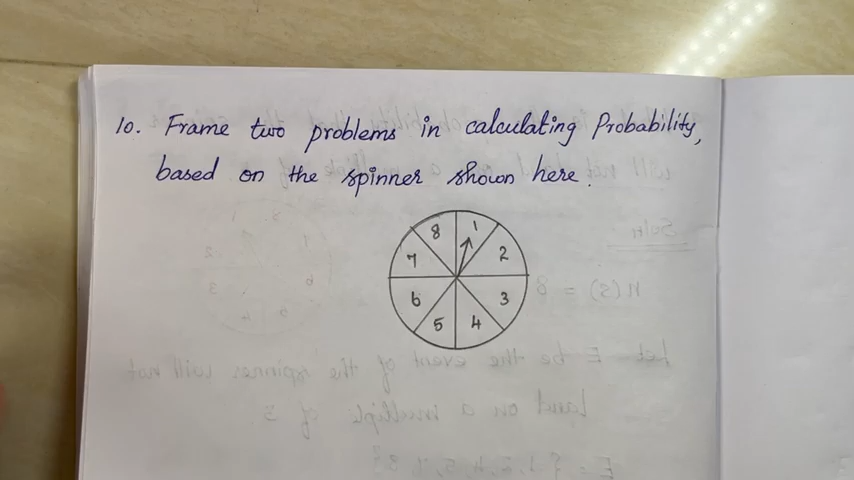 10. Frame two problems in calculating Probability,
based on the spinner shown here.
8 1
7 2
6 3
5 4